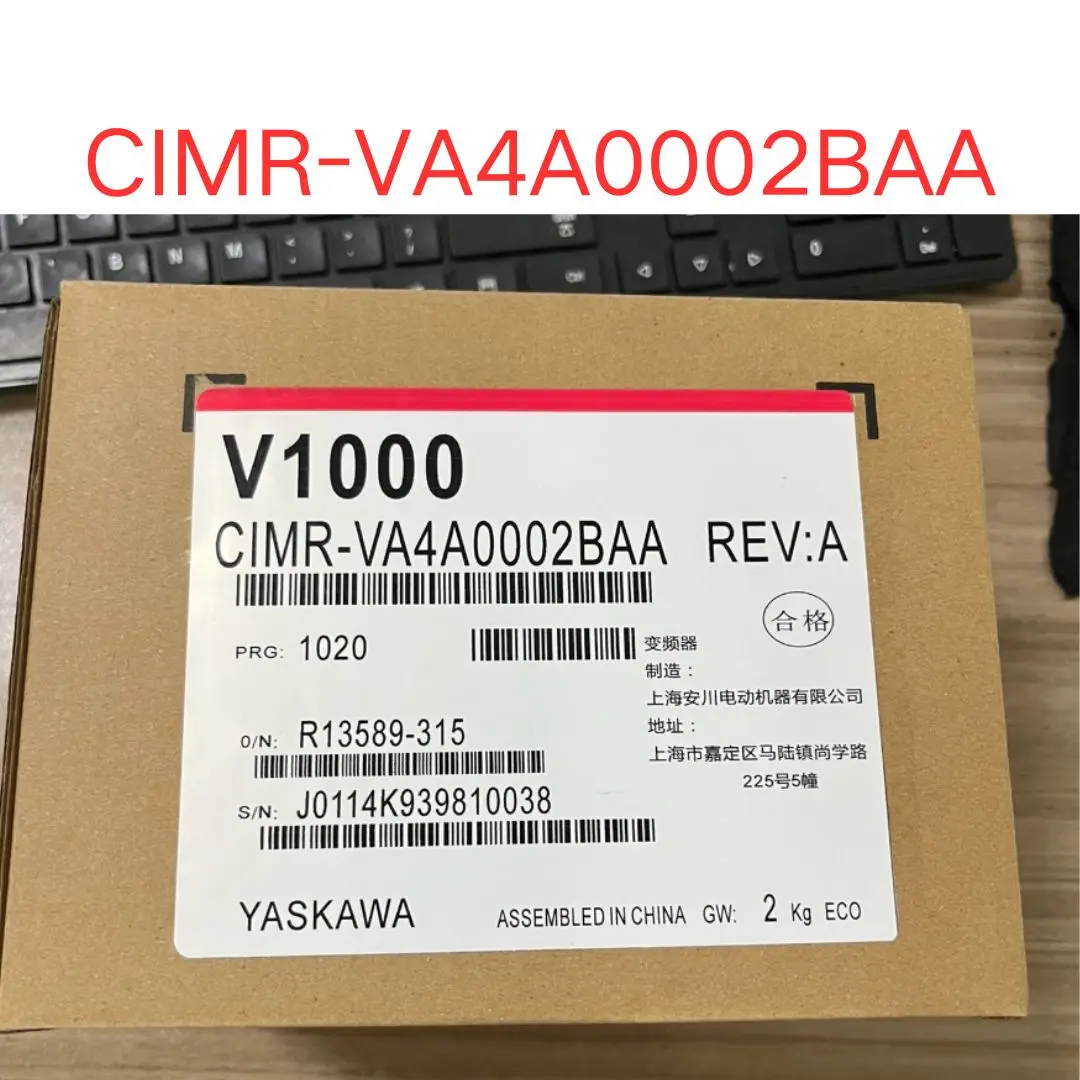 CIMR-VA4A0002BAA
V1000
CIMR-VA4A0002BAA REV:A
合格
PRG: 1020
变频器
制造：
上海安川电动机器有限公司
地址：
上海市嘉定区马陆镇尚学路
225号5幢
O/N: R13589-315
S/N: J0114K939810038
YASKAWA
ASSEMBLED IN CHINA GW: 2 Kg ECO